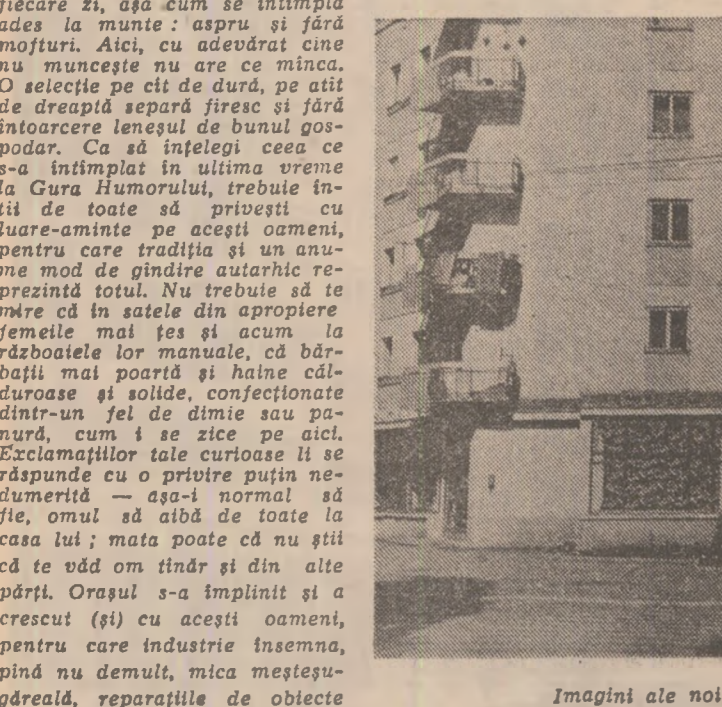 fiecare zi, așa cum se întîmplă
ades la munte : aspru și fără
mofturi. Aici, cu adevărat cine
nu muncește nu are ce mînca.
O selecție pe cît de dură, pe atît
de dreaptă separă firesc și fără
întoarcere leneșul de bunul gos-
podar. Ca să înțelegi ceea ce
s-a întîmplat în ultima vreme
la Gura Humorului, trebuie în-
tîi de toate să privești cu
luare-aminte pe acești oameni,
pentru care tradiția și un anu-
me mod de gîndire autarhic re-
prezintă totul. Nu trebuie să te
mire că în satele din apropiere
femeile mai țes și acum la
războaiele lor manuale, că băr-
bații mai poartă și haine căl-
duroase și solide, confecționate
dintr-un fel de dimie sau pa-
nură, cum i se zice pe aici.
Exclamațiilor tale curioase li se
răspunde cu o privire puțin ne-
dumerită — așa-i normal să
fie, omul să aibă de toate la
casa lui ; mata poate că nu știi
că te văd om tînăr și din alte
părți. Orașul s-a împlinit și a
crescut (și) cu acești oameni,
pentru care industrie însemna,
pînă nu demult, mica meșteșu-
găreală, reparațiile de obiecte
Imagini ale noi